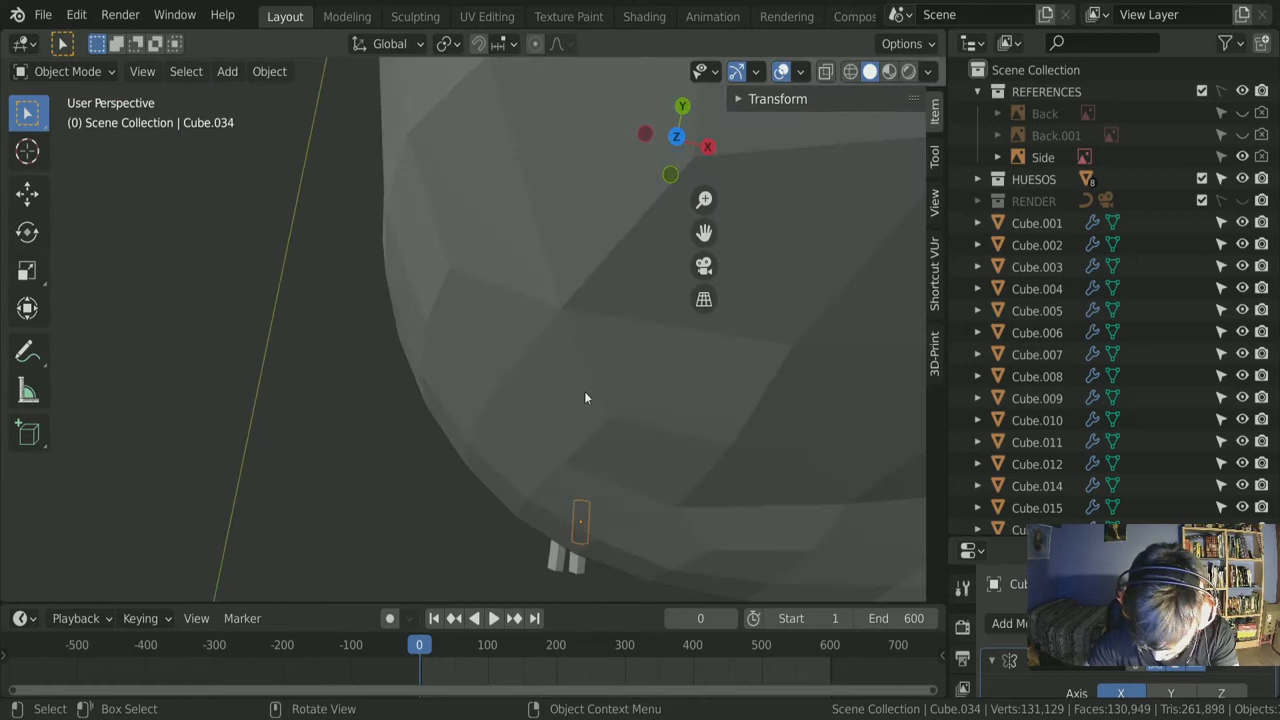 File Edit Render Window Help Layout Modeling Sculpting UV Editing Texture Paint Shading Animation Rendering Compos Scene View Layer
Global Options
Object Mode View Select Add Object
User Perspective
(0) Scene Collection | Cube.034
Transform
Y
Z
X
Item
Tool
View
Shortcut VUr
3D-Print
Scene Collection
REFERENCES
Back
Back.001
Side
HUESOS 8
RENDER
Cube.001
Cube.002
Cube.003
Cube.004
Cube.005
Cube.006
Cube.007
Cube.008
Cube.009
Cube.010
Cube.011
Cube.012
Cube.014
Cube.015
Cub
Add Me
Axis X Y Z
Playback Keying View Marker 0 Start 1 End 600
-500 -400 -300 -200 -100 0 100 200 300 400 500 600 700
Select Box Select Rotate View Object Context Menu Scene Collection | Cube.034 | Verts:131,129 | Faces:130,949 | Tris:261,898 | Objects: